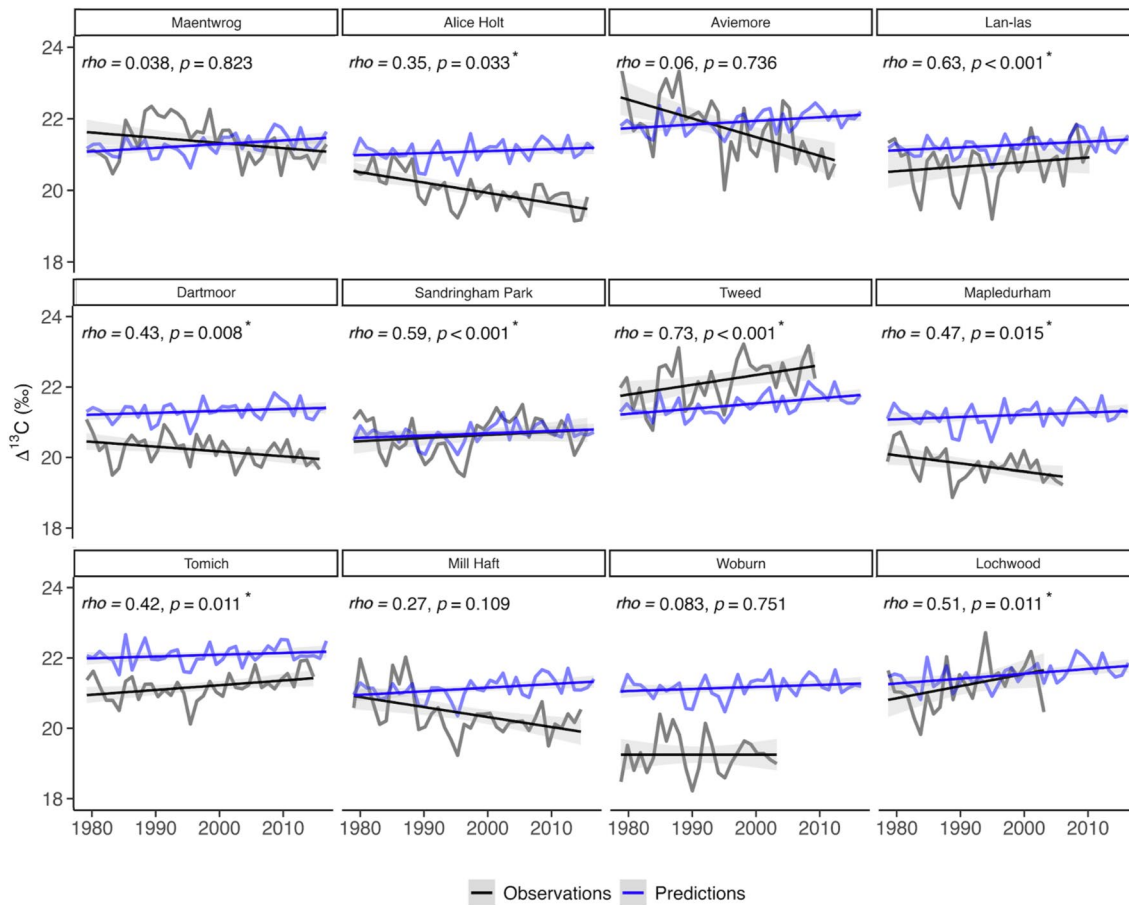 Maentwrog Alice Holt Aviemore Lan-las
24
rho = 0.038, p = 0.823 rho = 0.35, p = 0.033 * rho = 0.06, p = 0.736 rho = 0.63, p < 0.001 *
22
20
18
Dartmoor Sandringham Park Tweed Mapledurham
24
rho = 0.43, p = 0.008 * rho = 0.59, p < 0.001 * rho = 0.73, p < 0.001 * rho = 0.47, p = 0.015 *
22
Δ¹³C (‰)
20
18
Tomich Mill Haft Woburn Lochwood
24
rho = 0.42, p = 0.011 * rho = 0.27, p = 0.109 rho = 0.083, p = 0.751 rho = 0.51, p = 0.011 *
22
20
18
1980 1990 2000 2010 1980 1990 2000 2010 1980 1990 2000 2010 1980 1990 2000 2010
Observations Predictions